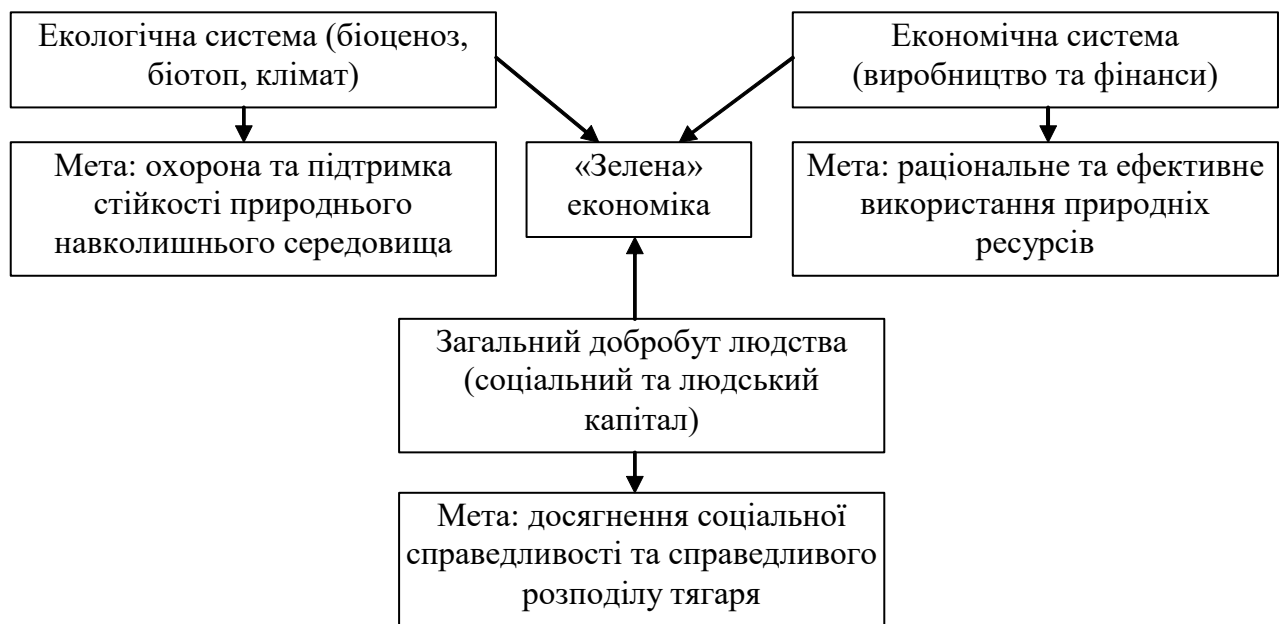 Екологічна система (біоценоз,
біотоп, клімат)
Економічна система
(виробництво та фінанси)
Мета: охорона та підтримка
стійкості природнього
навколишнього середовища
«Зелена»
економіка
Мета: раціональне та ефективне
використання природніх
ресурсів
Загальний добробут людства
(соціальний та людський
капітал)
Мета: досягнення соціальної
справедливості та справедливого
розподілу тягаря